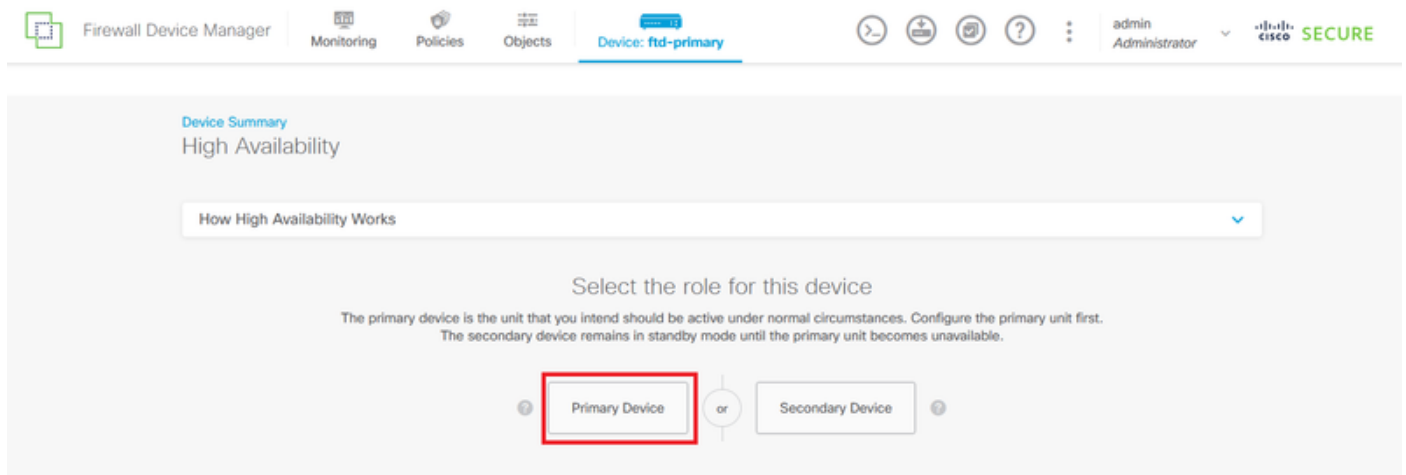 Firewall Device Manager
Monitoring
Policies
Objects
Device: ftd-primary
admin
Administrator
cisco SECURE
Device Summary
High Availability
How High Availability Works
Select the role for this device
The primary device is the unit that you intend should be active under normal circumstances. Configure the primary unit first.
The secondary device remains in standby mode until the primary unit becomes unavailable.
Primary Device
or
Secondary Device